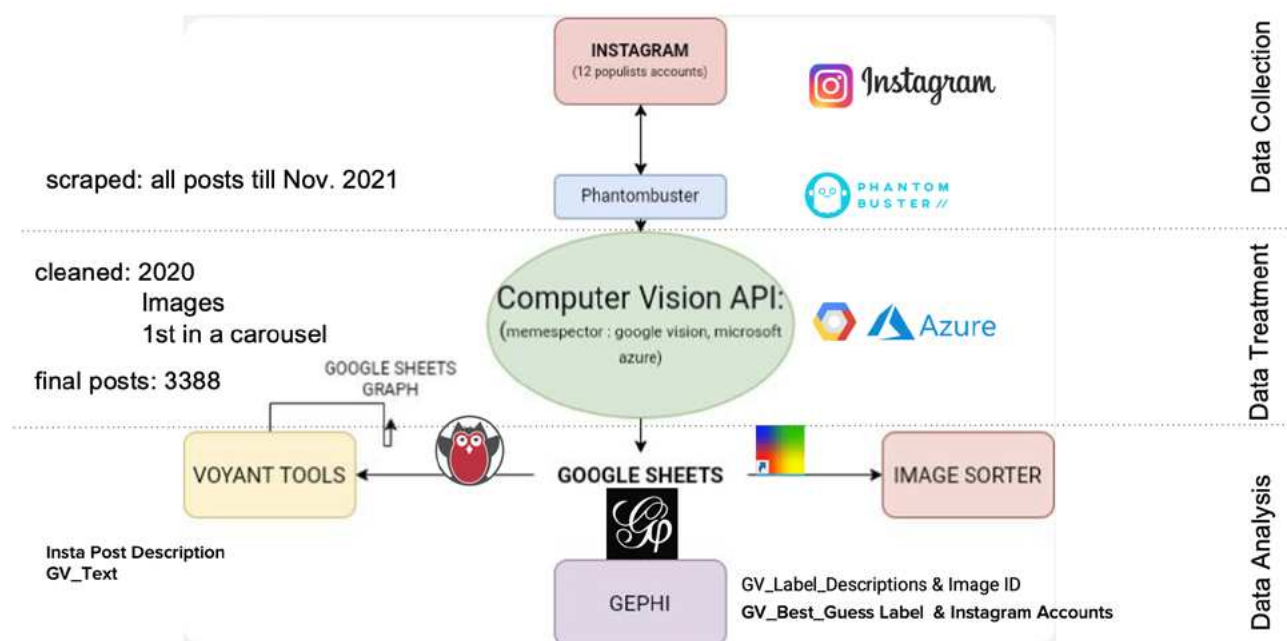 INSTAGRAM
(12 populists accounts)
Instagram
Data Collection
scraped: all posts till Nov. 2021
Phantombuster
PHANTOM
BUSTER //
cleaned: 2020
Images
1st in a carousel
final posts: 3388
Computer Vision API:
(memespector : google vision, microsoft
azure)
Azure
Data Treatment
GOOGLE SHEETS
GRAPH
VOYANT TOOLS
GOOGLE SHEETS
IMAGE SORTER
Data Analysis
Insta Post Description
GV_Text
Gφ
GEPHI
GV_Label_Descriptions & Image ID
GV_Best_Guess Label & Instagram Accounts